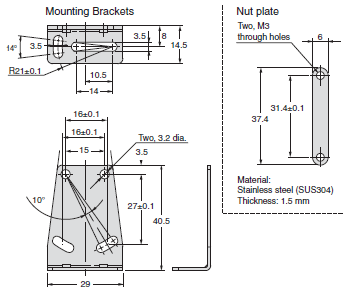 Mounting Brackets
3.5
8
14.5
14°
3.5
R21±0.1
10.5
14
16±0.1
16±0.1
15
Two, 3.2 dia.
3.5
10°
27±0.1
40.5
29
Nut plate
Two, M3
through holes
6
31.4±0.1
37.4
Material:
Stainless steel (SUS304)
Thickness: 1.5 mm